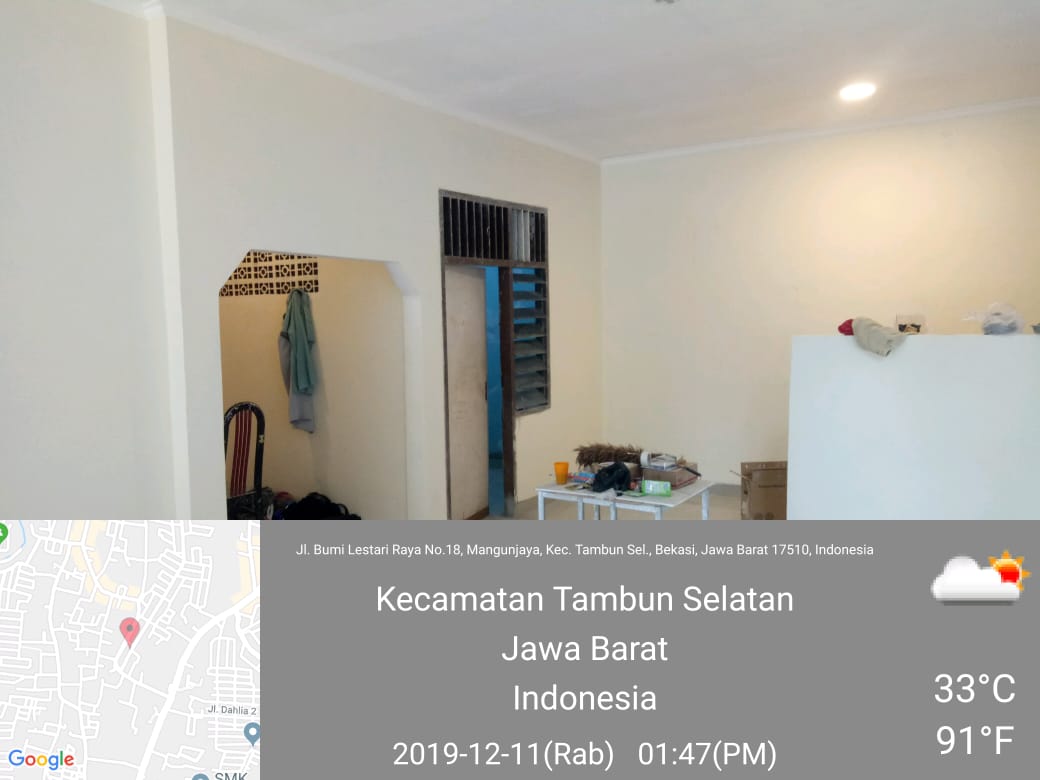 Jl. Bumi Lestari Raya No.18, Mangunjaya, Kec. Tambun Sel., Bekasi, Jawa Barat 17510, Indonesia
Kecamatan Tambun Selatan
Jawa Barat
Indonesia
2019-12-11(Rab) 01:47(PM)
33°C
91°F
Jl. Dahlia 2
Google
SMK